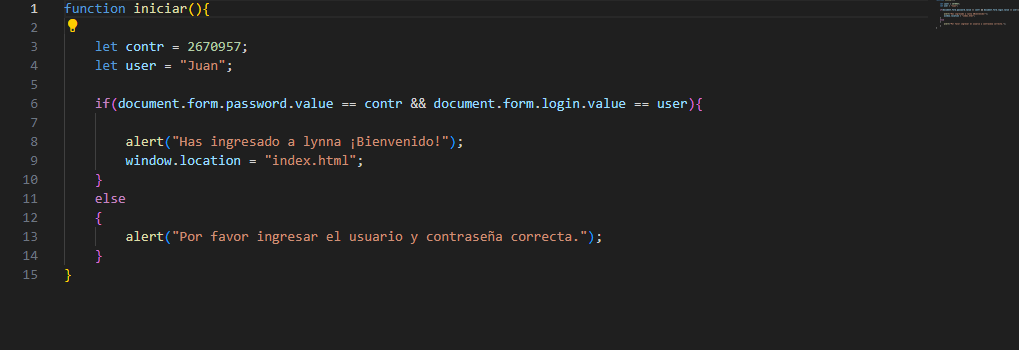 1 function iniciar(){
2
3 let contr = 2670957;
4 let user = "Juan";
5
6 if(document.form.password.value == contr && document.form.login.value == user){
7
8 alert("Has ingresado a lynna ¡Bienvenido!");
9 window.location = "index.html";
10 }
11 else
12 {
13 alert("Por favor ingresar el usuario y contraseña correcta.");
14 }
15 }